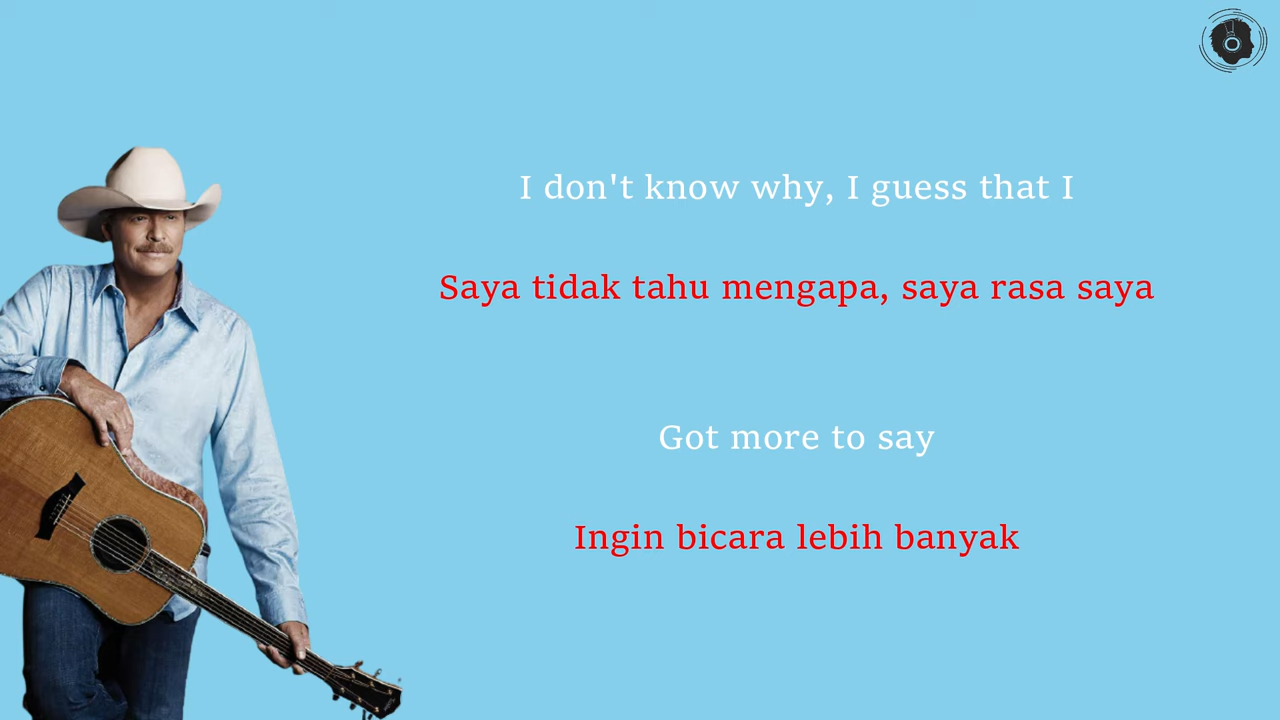 I don't know why, I guess that I
Saya tidak tahu mengapa, saya rasa saya
Got more to say
Ingin bicara lebih banyak